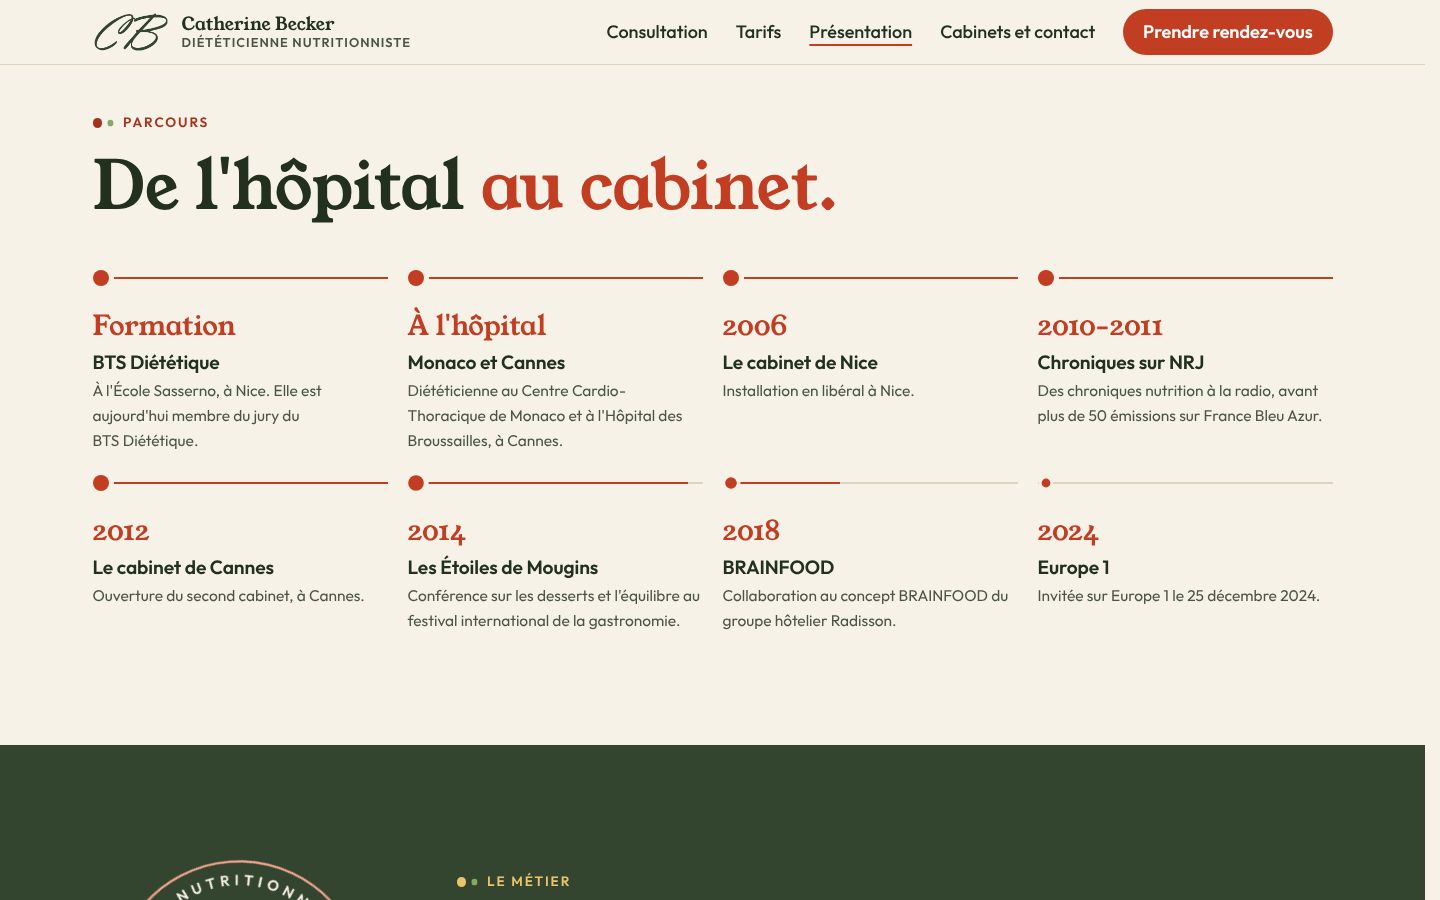 CB
Catherine Becker
DIÉTÉTICIENNE NUTRITIONNISTE
Consultation
Tarifs
Présentation
Cabinets et contact
Prendre rendez-vous
PARCOURS
De l'hôpital au cabinet.
Formation
BTS Diététique
À l'École Sasserno, à Nice. Elle est
aujourd'hui membre du jury du
BTS Diététique.
À l'hôpital
Monaco et Cannes
Diététicienne au Centre Cardio-
Thoracique de Monaco et à l'Hôpital des
Broussailles, à Cannes.
2006
Le cabinet de Nice
Installation en libéral à Nice.
2010-2011
Chroniques sur NRJ
Des chroniques nutrition à la radio, avant
plus de 50 émissions sur France Bleu Azur.
2012
Le cabinet de Cannes
Ouverture du second cabinet, à Cannes.
2014
Les Étoiles de Mougins
Conférence sur les desserts et l'équilibre au
festival international de la gastronomie.
2018
BRAINFOOD
Collaboration au concept BRAINFOOD du
groupe hôtelier Radisson.
2024
Europe 1
Invitée sur Europe 1 le 25 décembre 2024.
LE MÉTIER
NUTRITIONN